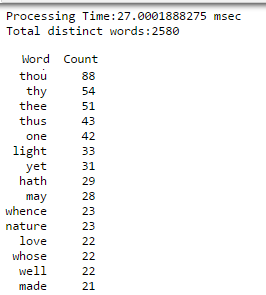 Processing Time:27.0001888275 msec
Total distinct words:2580
Word Count
thou 88
thy 54
thee 51
thus 43
one 42
light 33
yet 31
hath 29
may 28
whence 23
nature 23
love 22
whose 22
well 22
made 21